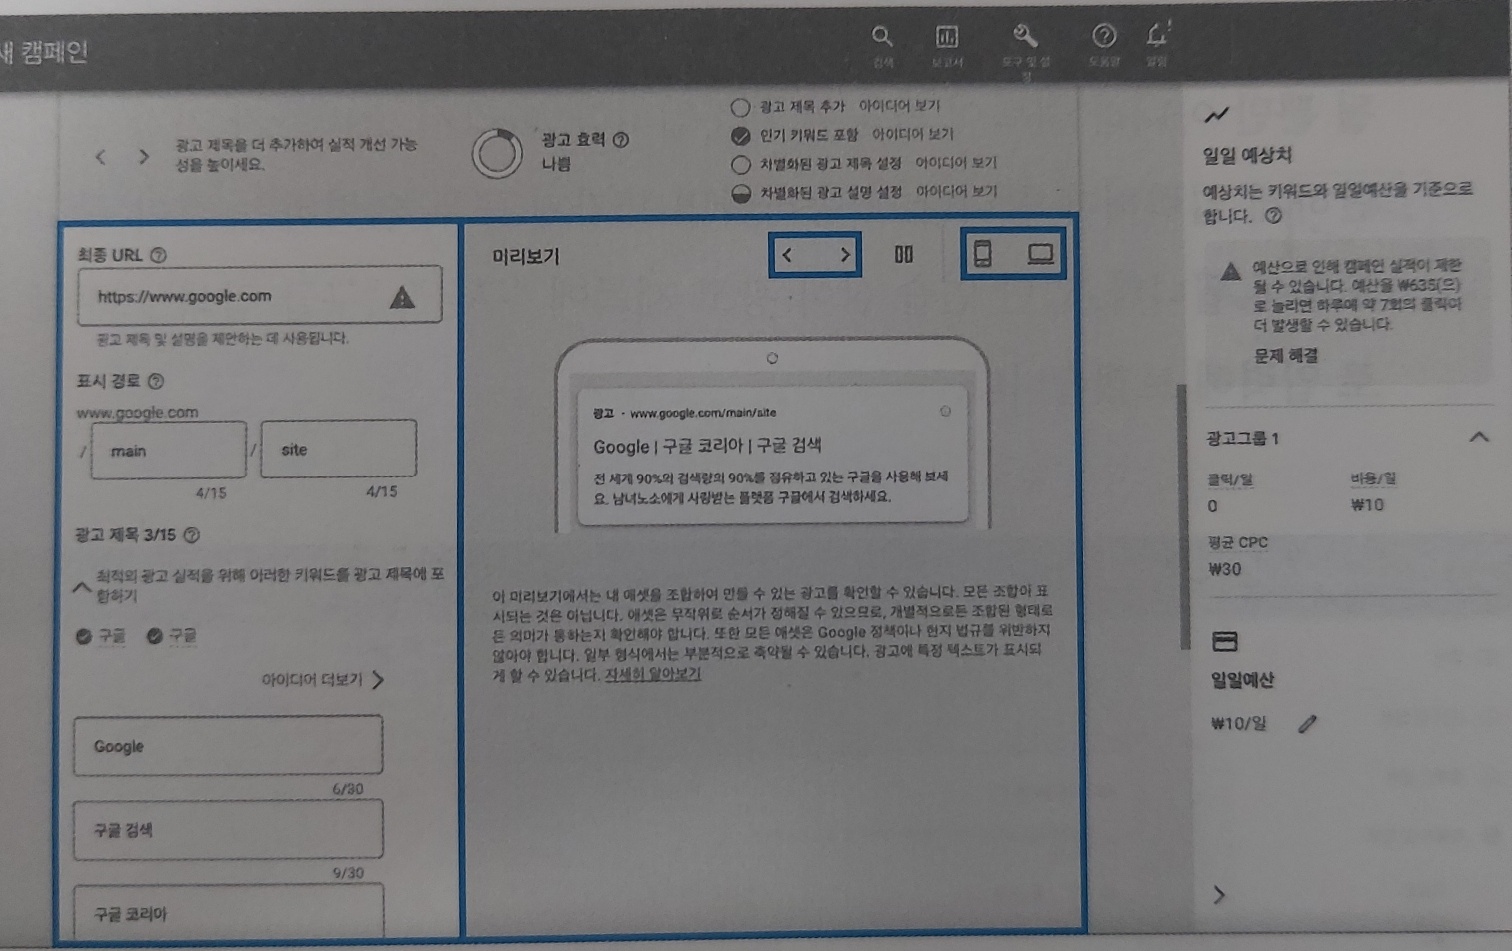 새 캠페인
검색
보고서
도구 및 설
정
도움말
알림
광고 제목을 더 추가하여 실적 개선 가능
성을 높이세요.
광고 효력
나쁨
광고 제목 추가 아이디어 보기
인기 키워드 포함 아이디어 보기
차별화된 광고 제목 설정 아이디어 보기
차별화된 광고 설명 설정 아이디어 보기
최종 URL
https://www.google.com
광고 제목 및 설명을 제안하는 데 사용됩니다.
표시 경로
www.google.com
/ main / site
4/15 4/15
광고 제목 3/15
최적의 광고 실적을 위해 이러한 키워드를 광고 제목에 포
함하기
구글 구글
아이디어 더보기
Google
6/30
구글 검색
9/30
구글 코리아
미리보기
광고 · www.google.com/main/site
Google | 구글 코리아 | 구글 검색
전 세계 90%의 검색량의 90%를 점유하고 있는 구글을 사용해 보세
요. 남녀노소에게 사랑받는 플랫폼 구글에서 검색하세요.
이 미리보기에서는 내 애셋을 조합하여 만들 수 있는 광고를 확인할 수 있습니다. 모든 조합이 표
시되는 것은 아닙니다. 애셋은 무작위로 순서가 정해질 수 있으므로, 개별적으로든 조합된 형태로
든 의미가 통하는지 확인해야 합니다. 또한 모든 애셋은 Google 정책이나 현지 법규를 위반하지
않아야 합니다. 일부 형식에서는 부분적으로 축약될 수 있습니다. 광고에 특정 텍스트가 표시되
게 할 수 있습니다. 자세히 알아보기
일일 예상치
예상치는 키워드와 일일예산을 기준으로
합니다.
예산으로 인해 캠페인 실적이 제한
될 수 있습니다. 예산을 ₩635(으)
로 늘리면 하루에 약 7회의 클릭이
더 발생할 수 있습니다.
문제 해결
광고그룹 1
클릭/일 비용/일
0 ₩10
평균 CPC
₩30
일일예산
₩10/일